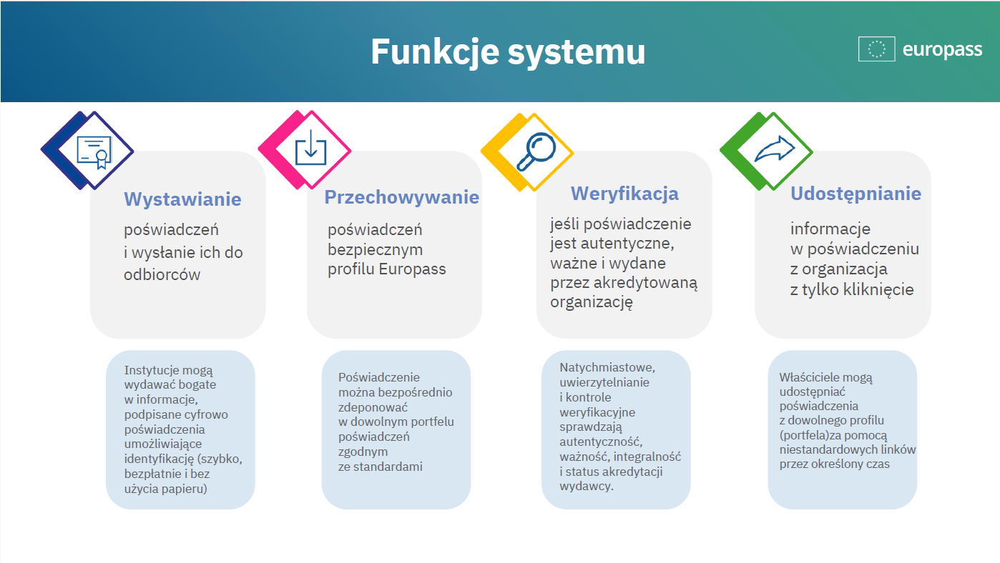 Funkcje systemu
europass
Wystawianie
poświadczeń
i wysłanie ich do
odbiorców
Przechowywanie
poświadczeń
bezpiecznym
profilu Europass
Weryfikacja
jeśli poświadczenie
jest autentyczne,
ważne i wydane
przez akredytowaną
organizację
Udostępnianie
informacje
w poświadczeniu
z organizacja
z tylko kliknięcie
Instytucje mogą
wydawać bogate
w informacje,
podpisane cyfrowo
poświadczenia
umożliwiające
identyfikację (szybko,
bezpłatnie i bez
użycia papieru)
Poświadczenie
można bezpośrednio
zdeponować
w dowolnym portfelu
poświadczeń
zgodnym
ze standardami
Natychmiastowe,
uwierzytelnianie
i kontrole
weryfikacyjne
sprawdzają
autentyczność,
ważność, integralność
i status akredytacji
wydawcy.
Właściciele mogą
udostępniać
poświadczenia
z dowolnego profilu
(portfela)za pomocą
niestandardowych linków
przez określony czas